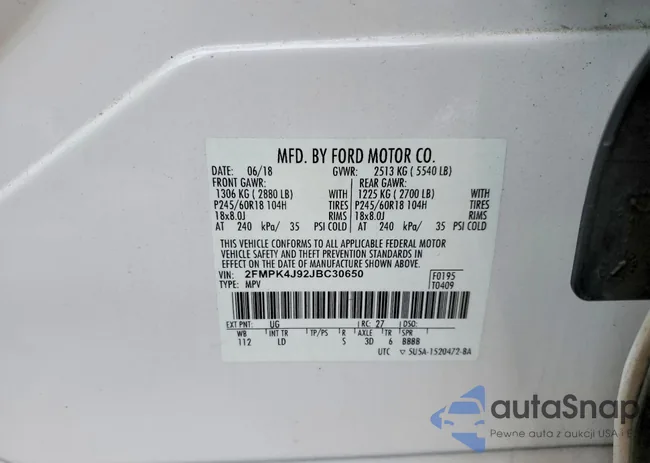 MFD. BY FORD MOTOR CO.
DATE: 06/18 GVWR: 2513 KG ( 5540 LB)
FRONT GAWR: REAR GAWR:
1306 KG ( 2880 LB) WITH 1225 KG ( 2700 LB) WITH
P245/60R18 104H TIRES P245/60R18 104H TIRES
18x8.0J RIMS 18x8.0J RIMS
AT 240 kPa/ 35 PSI COLD AT 240 kPa/ 35 PSI COLD
THIS VEHICLE CONFORMS TO ALL APPLICABLE FEDERAL MOTOR
VEHICLE SAFETY AND THEFT PREVENTION STANDARDS IN
EFFECT ON THE DATE OF MANUFACTURE SHOWN ABOVE.
VIN: 2FMPK4J92JBC30650 F0195
TYPE: MPV T0409
EXT PNT: UG RC: 27 DSO:
WB INT TR TP/PS R AXLE TR SPR
112 LD S 3D 6 BBBB
UTC ▽ 5U5A-1520472-BA
autaSnap
Pewne auto z aukcji USA i E